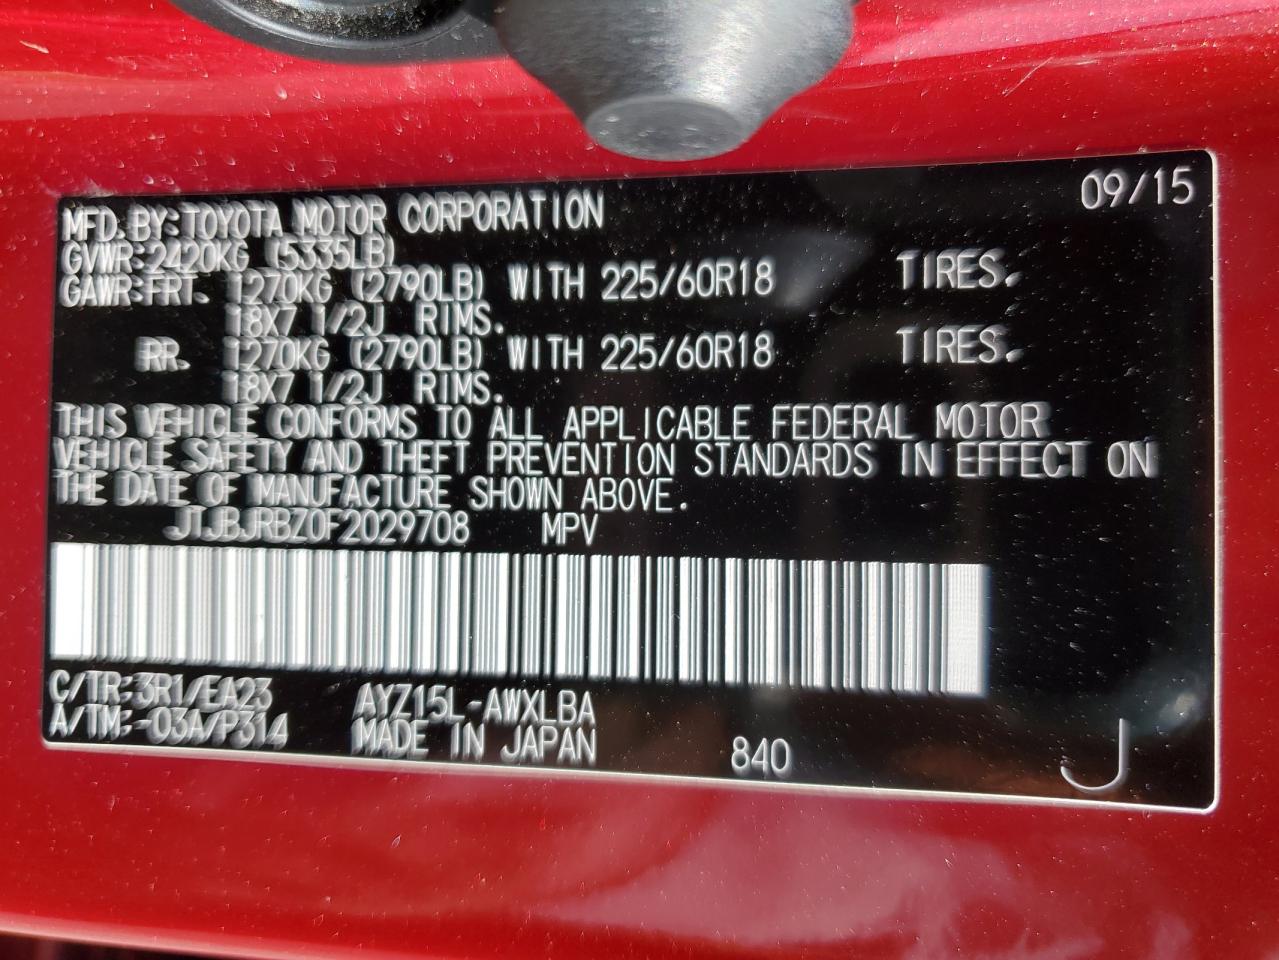 09/15
MFD. BY: TOYOTA MOTOR CORPORATION
GVWR: 2420KG (5335LB)
GAWR: FRT. 1270KG (2790LB) WITH 225/60R18 TIRES.
18X7 1/2J RIMS.
RR. 1270KG (2790LB) WITH 225/60R18 TIRES.
18X7 1/2J RIMS.
THIS VEHICLE CONFORMS TO ALL APPLICABLE FEDERAL MOTOR
VEHICLE SAFETY AND THEFT PREVENTION STANDARDS IN EFFECT ON
THE DATE OF MANUFACTURE SHOWN ABOVE.
JTJBJRBZ0F2029708 MPV
C/TR: 3R1/EA23 AYZ15L-AWXLBA
A/TM: -03A/P314 MADE IN JAPAN 840 J